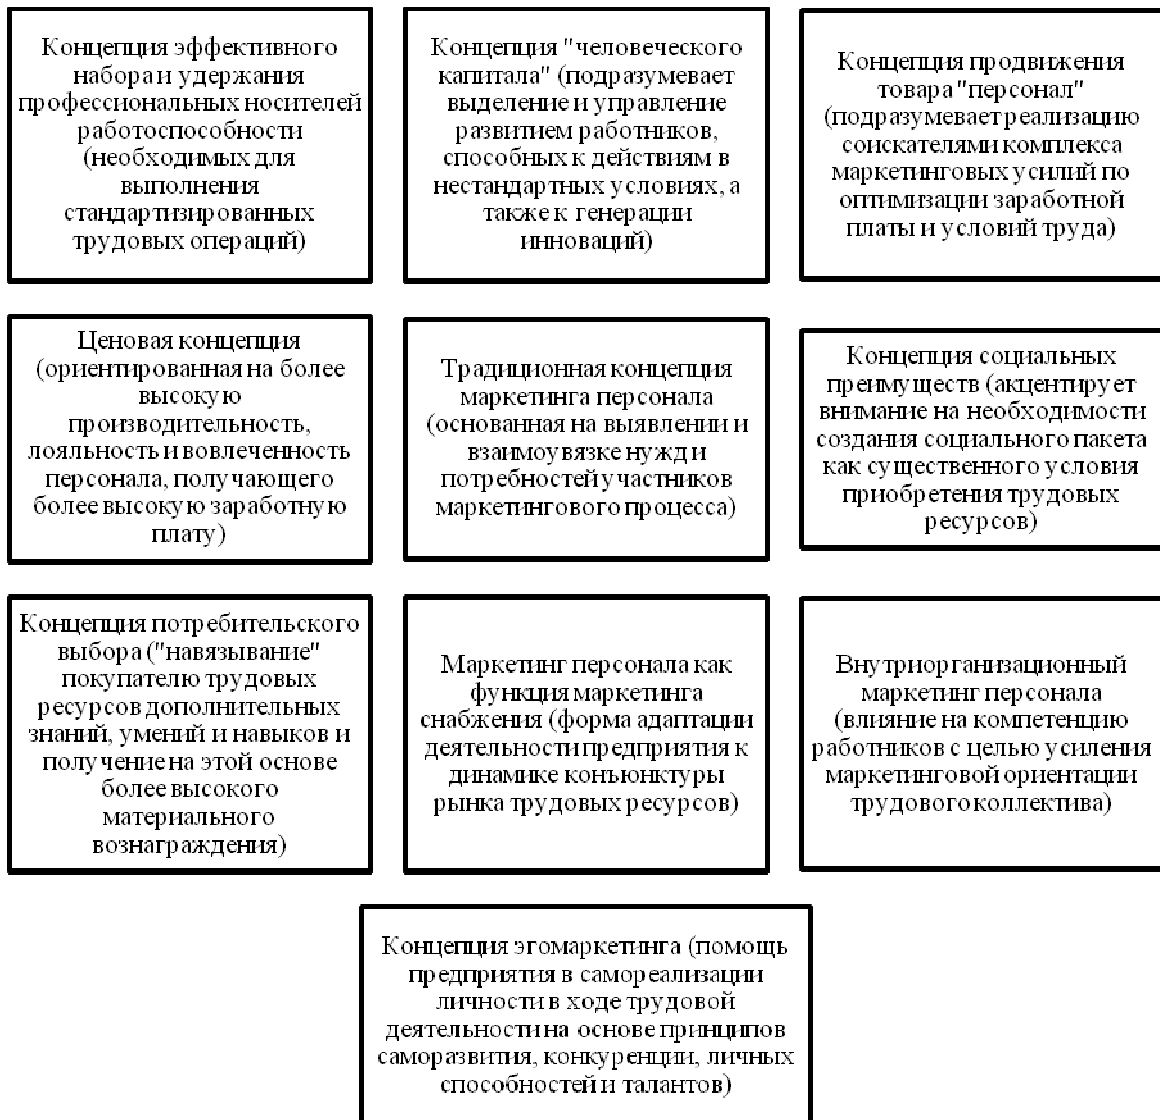 Концепция эффективного
набора и удержания
профессиональных носителей
работоспособности
(необходимых для
выполнения
стандартизированных
трудовых операций)
Концепция "человеческого
капитала" (подразумевает
выделение и управление
развитием работников,
способных к действиям в
нестандартных условиях, а
также к генерации
инноваций)
Концепция продвижения
товара "персонал"
(подразумевает реализацию
соискателями комплекса
маркетинговых усилий по
оптимизации заработной
платы и условий труда)
Ценовая концепция
(ориентированная на более
высокую
производительность,
лояльность и вовлеченность
персонала, получающего
более высокую заработную
плату)
Традиционная концепция
маркетинга персонала
(основанная на выявлении и
взаимоувязке нужд и
потребностей участников
маркетингового процесса)
Концепция социальных
преимуществ (акцентирует
внимание на необходимости
создания социального пакета
как существенного условия
приобретения трудовых
ресурсов)
Концепция потребительского
выбора ("навязывание"
покупателю трудовых
ресурсов дополнительных
знаний, умений и навыков и
получение на этой основе
более высокого
материального
вознаграждения)
Маркетинг персонала как
функция маркетинга
снабжения (форма адаптации
деятельности предприятия к
динамике конъюнктуры
рынка трудовых ресурсов)
Внутриорганизационный
маркетинг персонала
(влияние на компетенцию
работников с целью усиления
маркетинговой ориентации
трудового коллектива)
Концепция эгомаркетинга (помощь
предприятия в самореализации
личности в ходе трудовой
деятельности на основе принципов
саморазвития, конкуренции, личных
способностей и талантов)